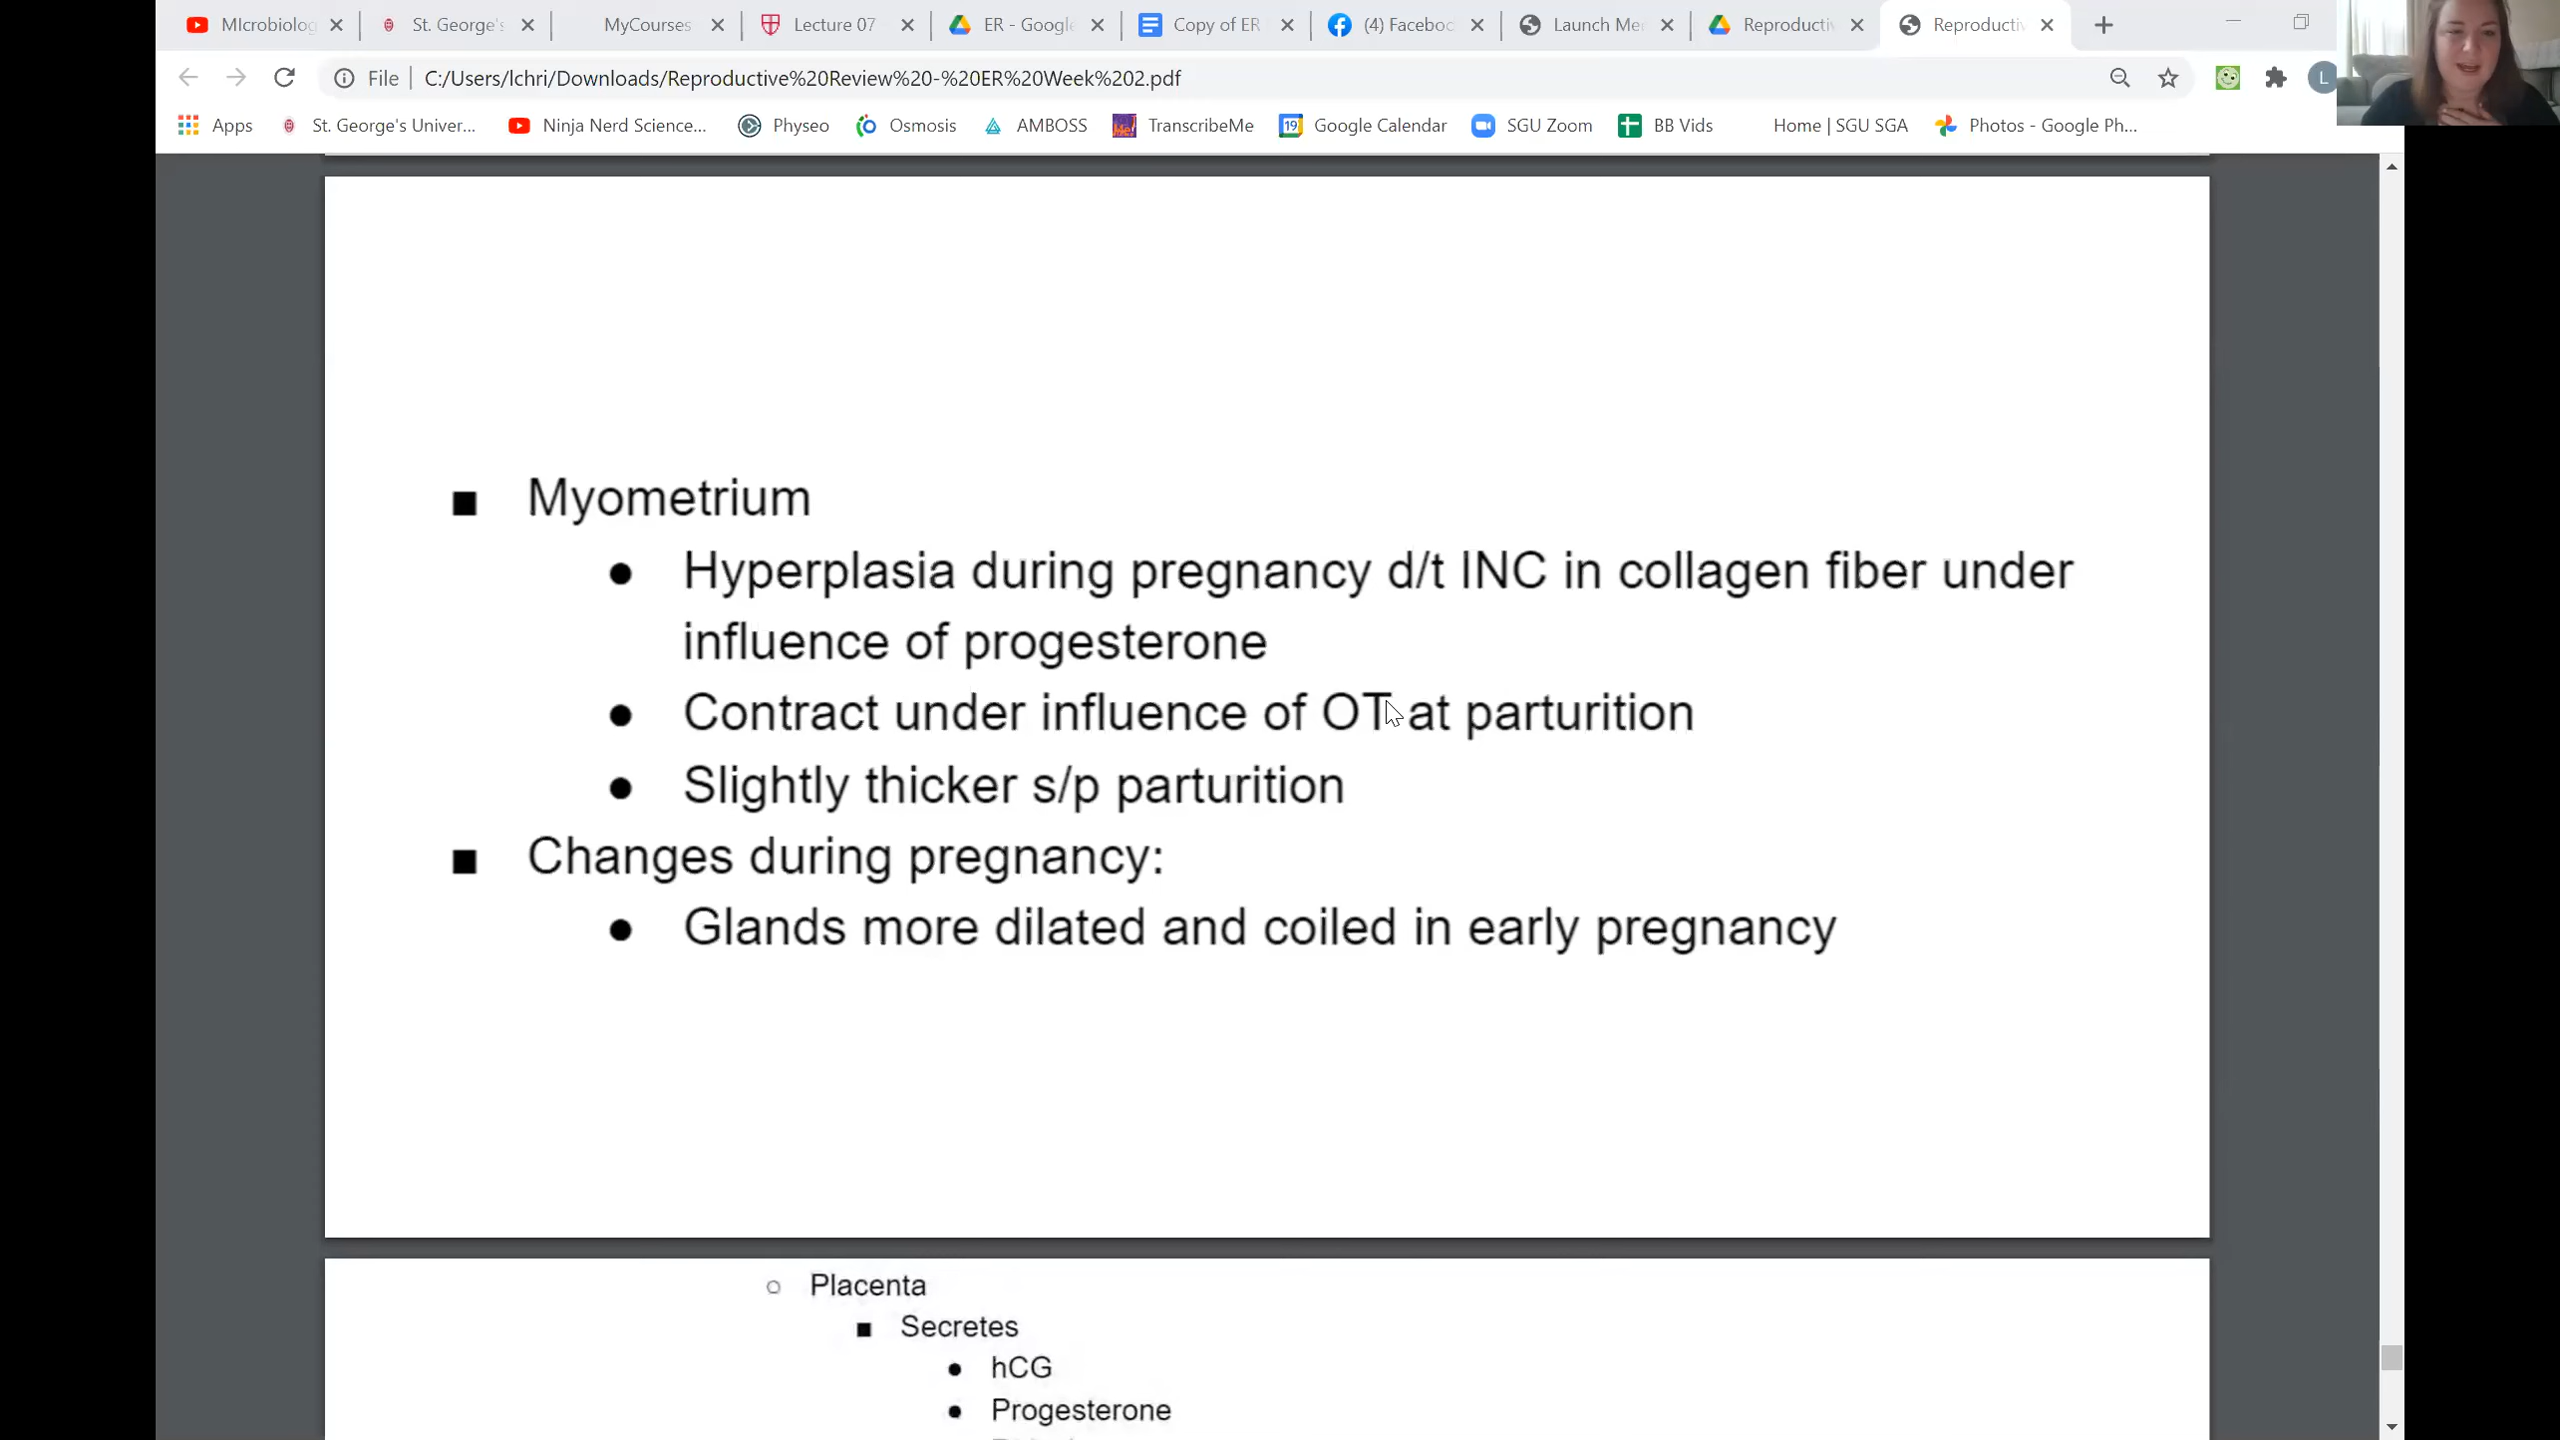 MIcrobiolog
St. George's
MyCourses
Lecture 07
ER - Google
Copy of ER
(4) Faceboo
Launch Me
Reproductiv
Reproductiv
File C:/Users/lchri/Downloads/Reproductive%20Review%20-%20ER%20Week%202.pdf
L
Apps
St. George's Univer...
Ninja Nerd Science...
Physeo
Osmosis
AMBOSS
TranscribeMe
19
Google Calendar
SGU Zoom
BB Vids
Home | SGU SGA
Photos - Google Ph...
■ Myometrium
● Hyperplasia during pregnancy d/t INC in collagen fiber under
influence of progesterone
● Contract under influence of OT at parturition
● Slightly thicker s/p parturition
■ Changes during pregnancy:
● Glands more dilated and coiled in early pregnancy
○ Placenta
■ Secretes
● hCG
● Progesterone